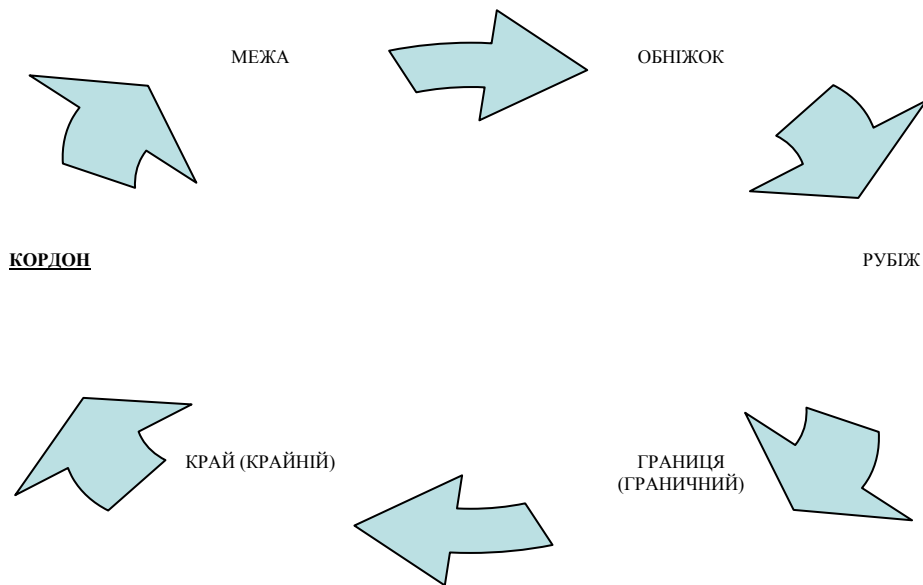 МЕЖА
ОБНІЖОК
КОРДОН
РУБІЖ
КРАЙ (КРАЙНІЙ)
ГРАНИЦЯ
(ГРАНИЧНИЙ)